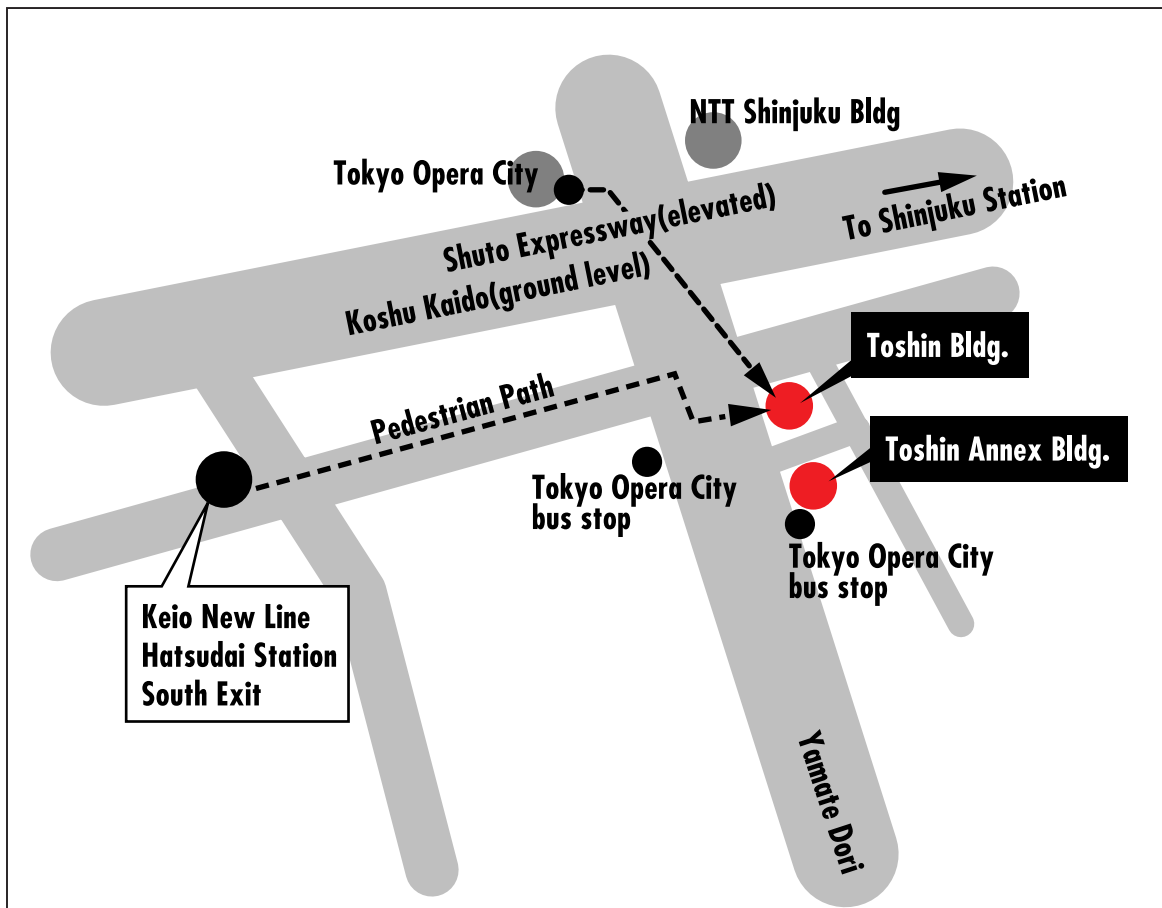 NTT Shinjuku Bldg
Tokyo Opera City
To Shinjuku Station
Shuto Expressway(elevated)
Koshu Kaido(ground level)
Toshin Bldg.
Pedestrian Path
Toshin Annex Bldg.
Tokyo Opera City
bus stop
Tokyo Opera City
bus stop
Keio New Line
Hatsudai Station
South Exit
Yamate Dori